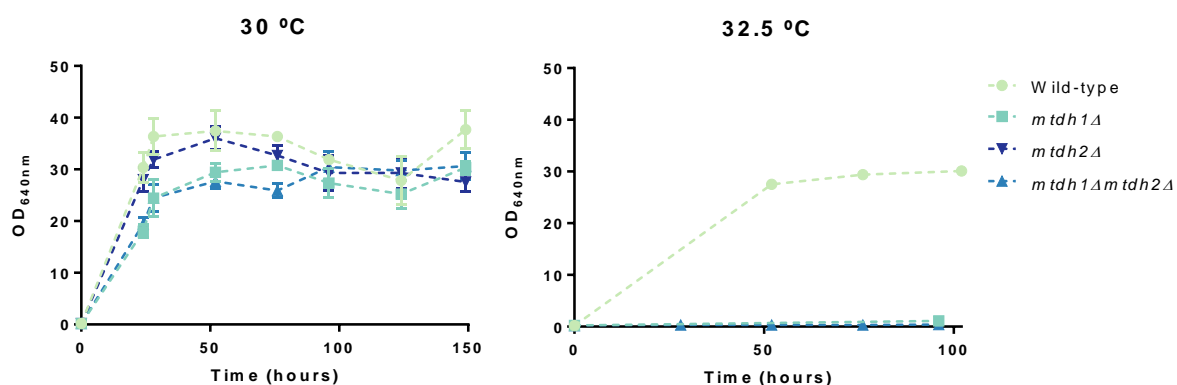 30 ºC
50
40
30
20
10
0
OD640nm
0 50 100 150
Time (hours)
32.5 ºC
50
40
30
20
10
0
OD640nm
0 50 100
Time (hours)
Wild-type
mtdh1Δ
mtdh2Δ
mtdh1Δmtdh2Δ